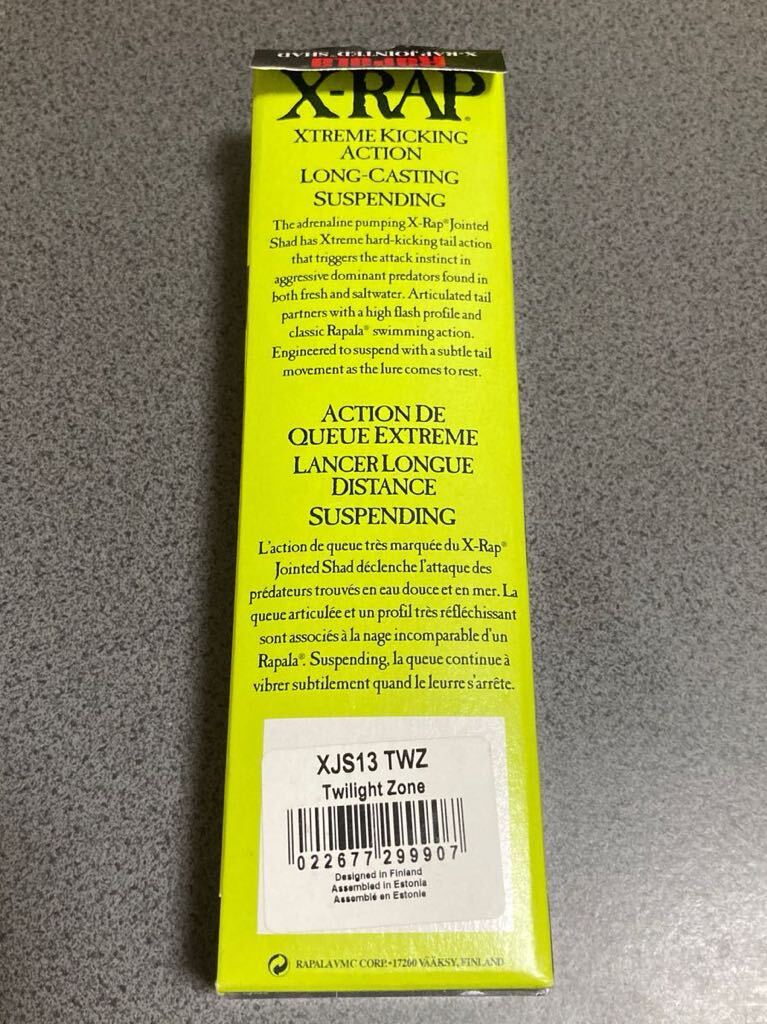 X-RAP JOINTED™ SHAD
Rapala
X-RAP®
XTREME KICKING
ACTION
LONG-CASTING
SUSPENDING
The adrenaline pumping X-Rap® Jointed
Shad has Xtreme hard-kicking tail action
that triggers the attack instinct in
aggressive dominant predators found in
both fresh and saltwater. Articulated tail
partners with a high flash profile and
classic Rapala® swimming action.
Engineered to suspend with a subtle tail
movement as the lure comes to rest.
ACTION DE
QUEUE EXTREME
LANCER LONGUE
DISTANCE
SUSPENDING
L'action de queue très marquée du X-Rap®
Jointed Shad déclenche l'attaque des
prédateurs trouvés en eau douce et en mer. La
queue articulée et un profil très réfléchissant
sont associés à la nage incomparable d'un
Rapala®. Suspending, la queue continue à
vibrer subtilement quand le leurre s'arrête.
XJS13 TWZ
Twilight Zone
022677299907
Designed in Finland
Assembled in Estonia
Assemblé en Estonie
RAPALA VMC CORP. • 17200 VÄÄKSY, FINLAND